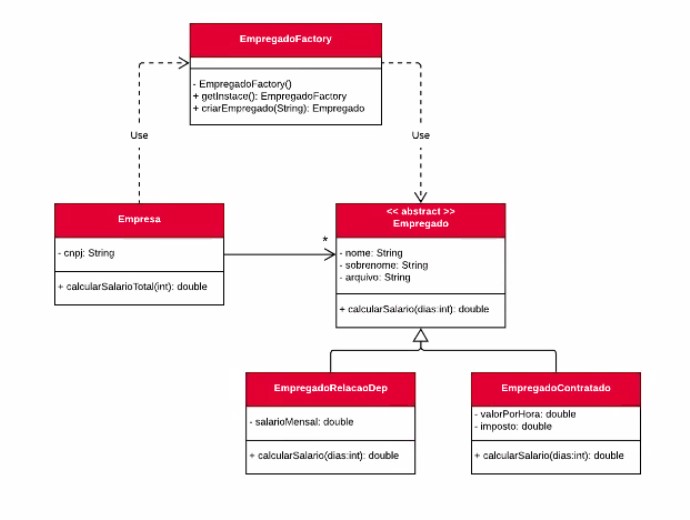 EmpregadoFactory
- EmpregadoFactory()
+ getInstace(): EmpregadoFactory
+ criarEmpregado(String): Empregado
Use
Use
Empresa
- cnpj: String
+ calcularSalarioTotal(int): double
*
<< abstract >>
Empregado
- nome: String
- sobrenome: String
- arquivo: String
+ calcularSalario(dias:int): double
EmpregadoRelacaoDep
- salarioMensal: double
+ calcularSalario(dias:int): double
EmpregadoContratado
- valorPorHora: double
- imposto: double
+ calcularSalario(dias:int): double